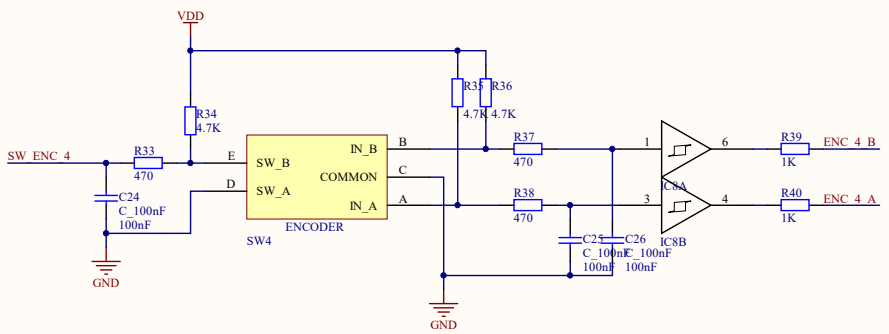 VDD
R34
4.7K
R35
4.7K
R36
4.7K
SW_ENC_4
R33
470
E
D
SW_B
SW_A
IN_B
COMMON
IN_A
B
C
A
R37
470
R38
470
1
6
3
4
R39
1K
ENC_4_B
R40
1K
ENC_4_A
IC8A
IC8B
C24
C_100nF
100nF
SW4
ENCODER
C25
C_100nF
100nF
C26
C_100nF
100nF
GND
GND